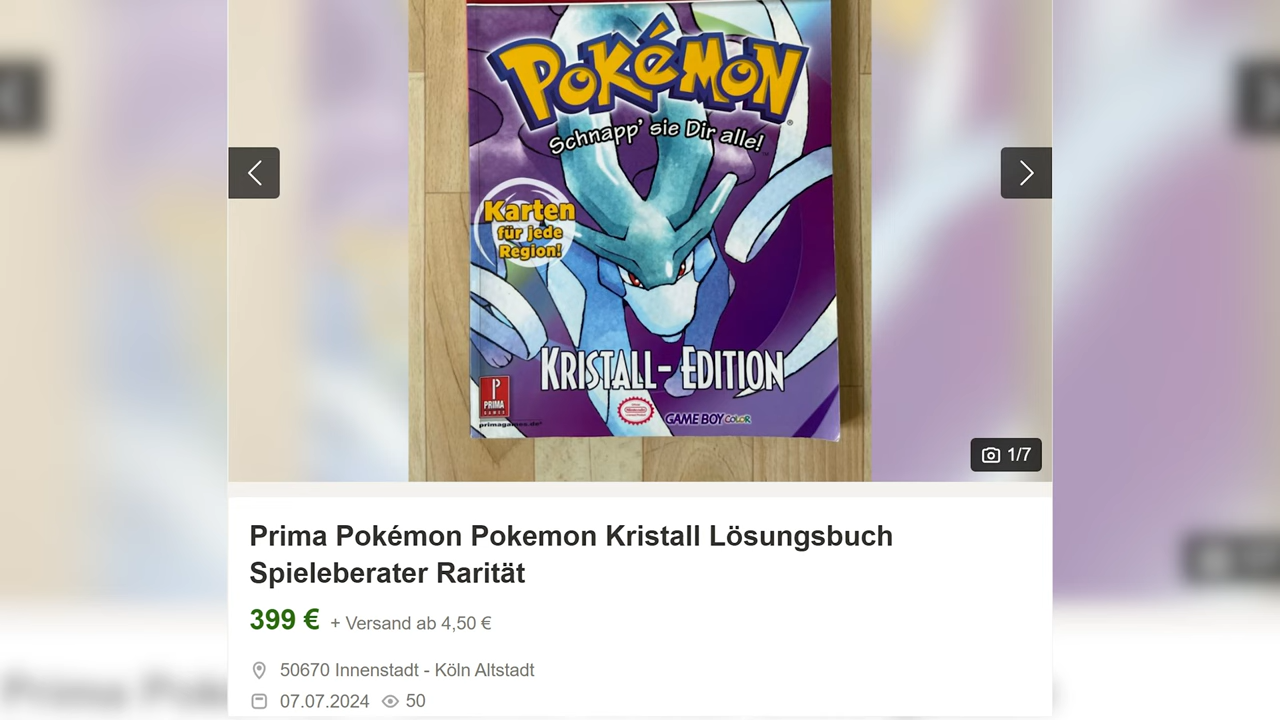 POKéMON
Schnapp' sie Dir alle!
Karten
für jede
Region!
KRISTALL-EDITION
P
PRIMA
GAMES
primagames.de
Nintendo
GAME BOY COLOR
1/7
Prima Pokémon Pokemon Kristall Lösungsbuch
Spieleberater Rarität
399 € + Versand ab 4,50 €
50670 Innenstadt - Köln Altstadt
07.07.2024 50